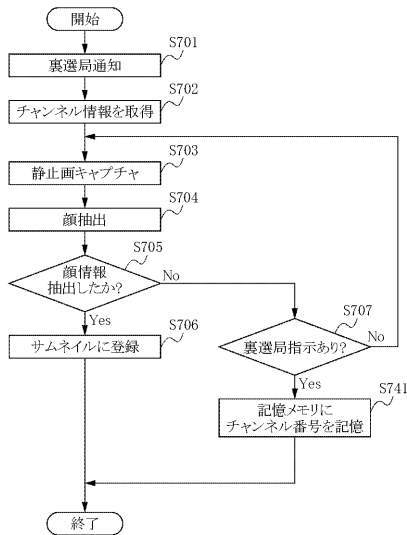 開始
S701
裏選局通知
S702
チャンネル情報を取得
S703
静止画キャプチャ
S704
顔抽出
S705
顔情報
抽出したか?
No
Yes
S706
サムネイルに登録
S707
裏選局指示あり?
No
Yes
S741
記憶メモリに
チャンネル番号を記憶
終了